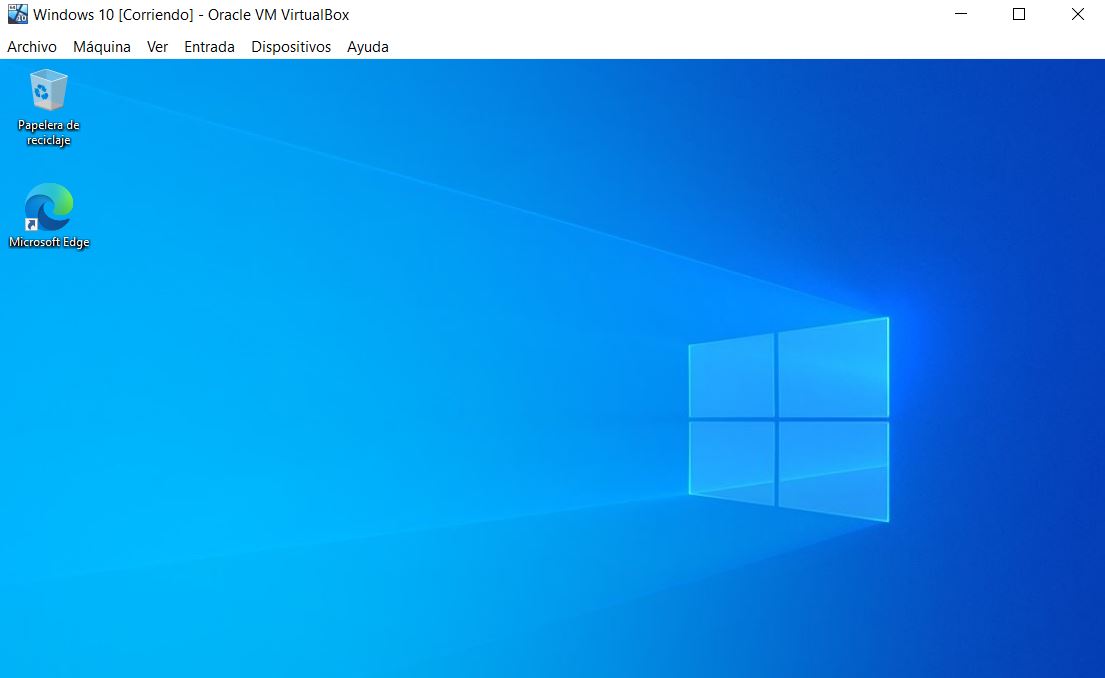 Windows 10 [Corriendo] - Oracle VM VirtualBox
Archivo Máquina Ver Entrada Dispositivos Ayuda
Papelera de
reciclaje
Microsoft Edge